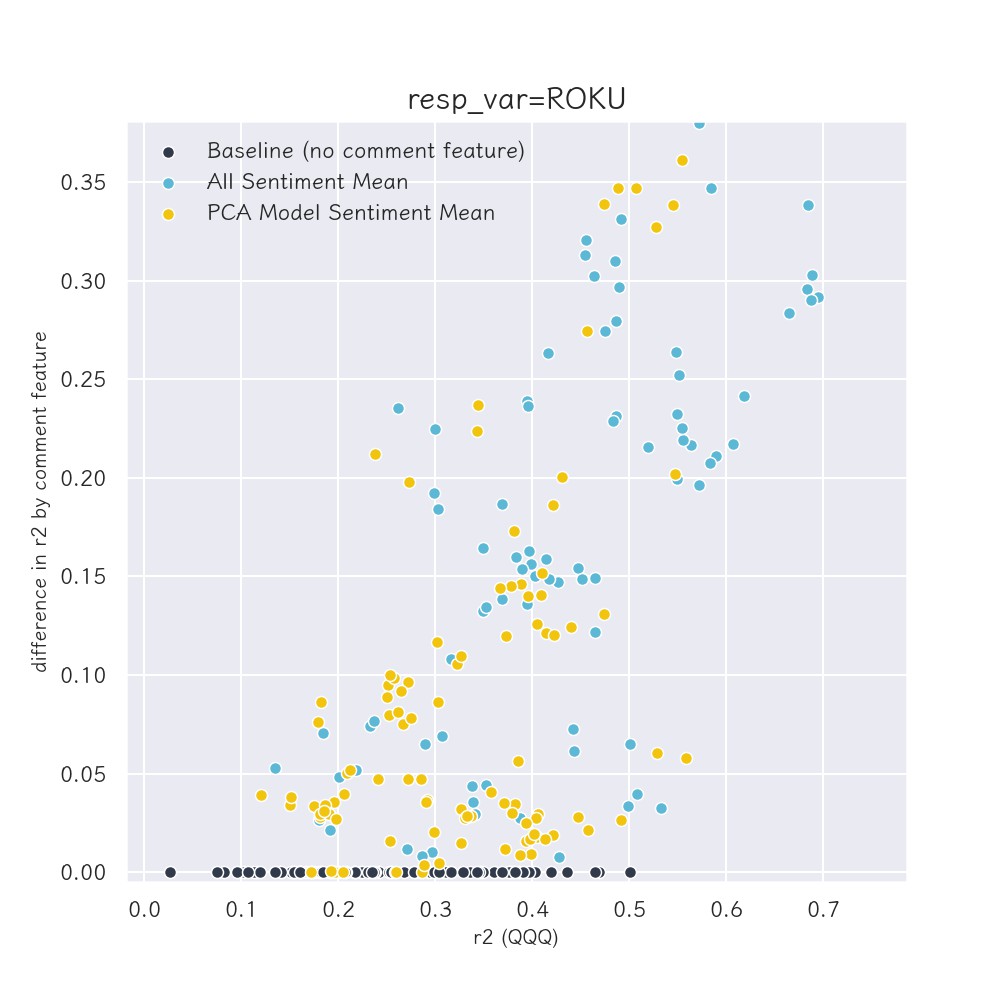 resp_var=ROKU
Baseline (no comment feature)
All Sentiment Mean
PCA Model Sentiment Mean
difference in r2 by comment feature
0.35
0.30
0.25
0.20
0.15
0.10
0.05
0.00
0.0 0.1 0.2 0.3 0.4 0.5 0.6 0.7
r2 (QQQ)